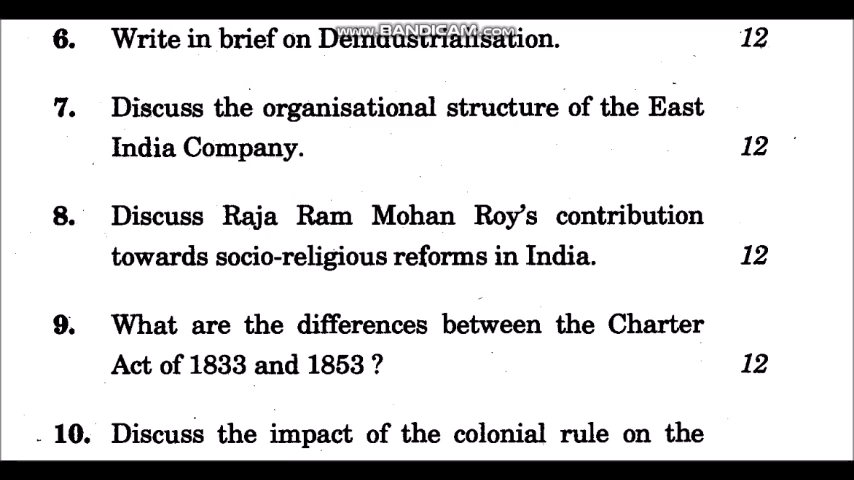 www.BANDICAM.com
6. Write in brief on Deindustrialisation. 12
7. Discuss the organisational structure of the East
India Company. 12
8. Discuss Raja Ram Mohan Roy's contribution
towards socio-religious reforms in India. 12
9. What are the differences between the Charter
Act of 1833 and 1853 ? 12
10. Discuss the impact of the colonial rule on the